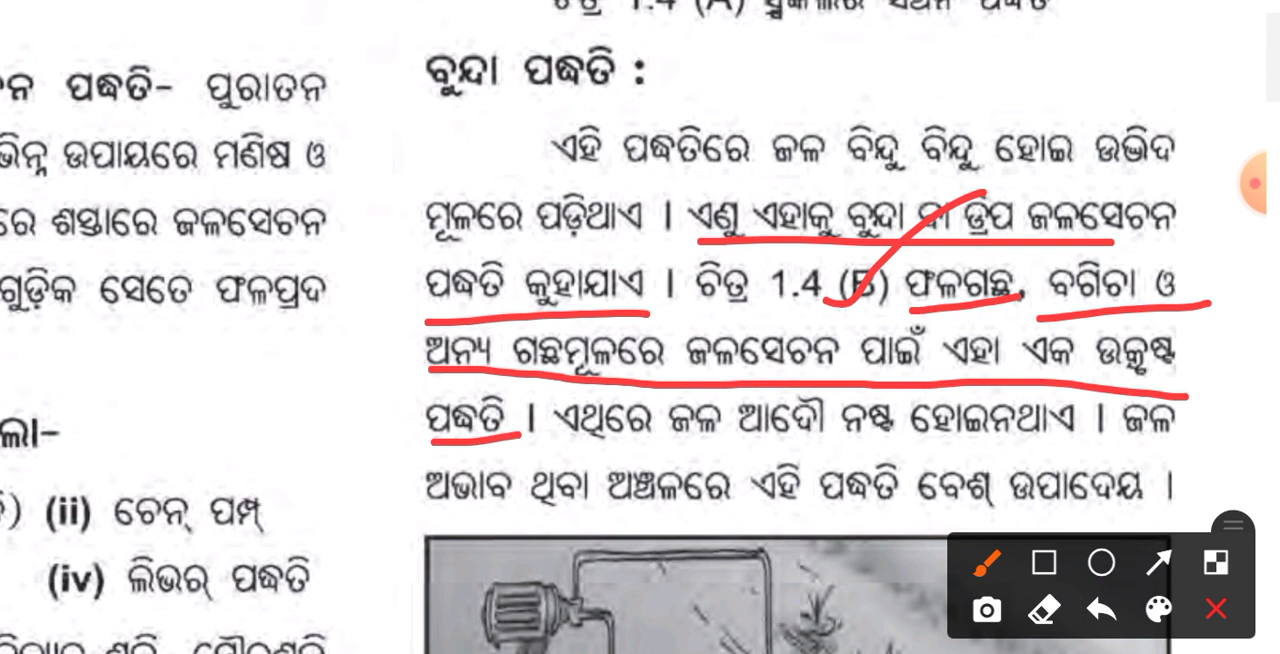 ନ ପଦ୍ଧତି- ପୁରାତନ
ଭିନ୍ନ ଉପାୟରେ ମଣିଷ ଓ
ରେ ଶସ୍ତାରେ ଜଳସେଚନ
ଗୁଡ଼ିକ ସେତେ ଫଳପ୍ରଦ
ଲା-
(ii) ଚେନ୍ ପମ୍ପ୍
(iv) ଲିଭର୍ ପଦ୍ଧତି
1.4 (A)
ବୁନ୍ଦା ପଦ୍ଧତି :
ଏହି ପଦ୍ଧତିରେ ଜଳ ବିନ୍ଦୁ ବିନ୍ଦୁ ହୋଇ ଉଦ୍ଭିଦ
ମୂଳରେ ପଡ଼ିଥାଏ । ଏଣୁ ଏହାକୁ ବୁନ୍ଦା ବା ଡ୍ରପ ଜଳସେଚନ
ପଦ୍ଧତି କୁହାଯାଏ । ଚିତ୍ର 1.4 (B) ଫଳଗଛ, ବଗିଚା ଓ
ଅନ୍ୟ ଗଛମୂଳରେ ଜଳସେଚନ ପାଇଁ ଏହା ଏକ ଉତ୍କୃଷ୍ଟ
ପଦ୍ଧତି । ଏଥିରେ ଜଳ ଆଦୌ ନଷ୍ଟ ହୋଇନଥାଏ । ଜଳ
ଅଭାବ ଥିବା ଅଞ୍ଚଳରେ ଏହି ପଦ୍ଧତି ବେଶ୍ ଉପାଦେୟ ।